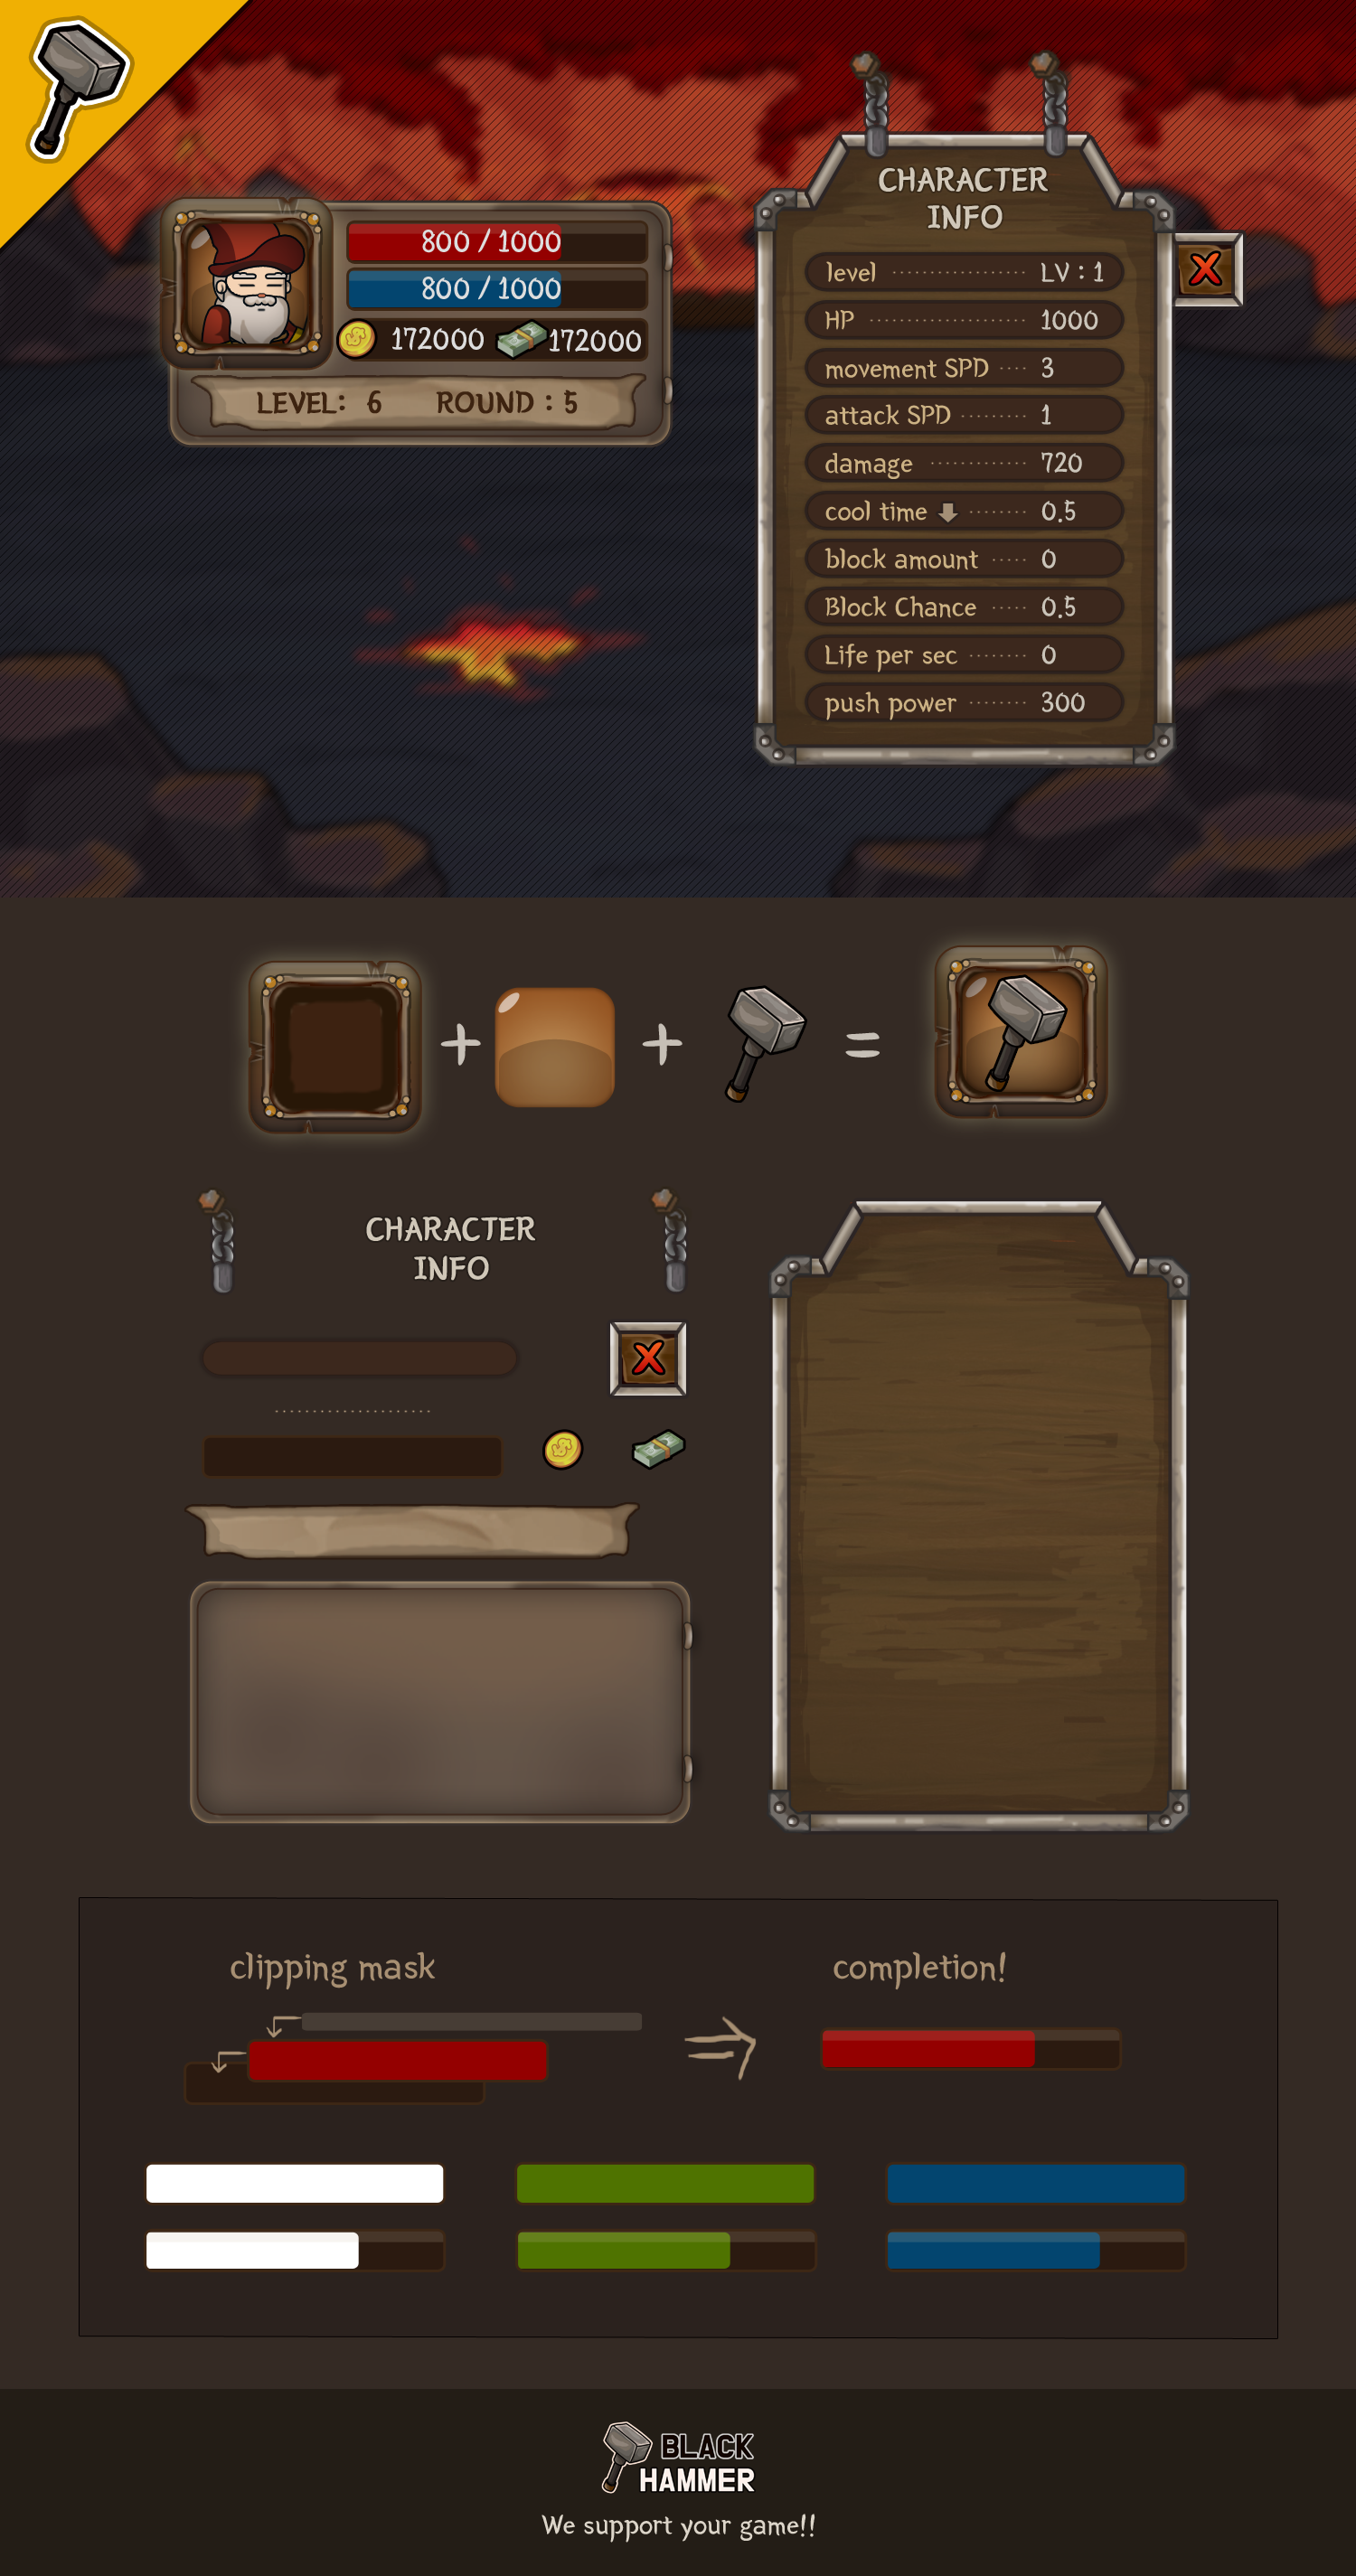 800 / 1000
800 / 1000
172000 172000
LEVEL: 6 ROUND : 5
CHARACTER
INFO
level LV : 1
HP 1000
movement SPD 3
attack SPD 1
damage 720
cool time 0.5
block amount 0
Block Chance 0.5
Life per sec 0
push power 300
X
+ + =
CHARACTER
INFO
X
clipping mask
completion!
BLACK
HAMMER
We support your game!!